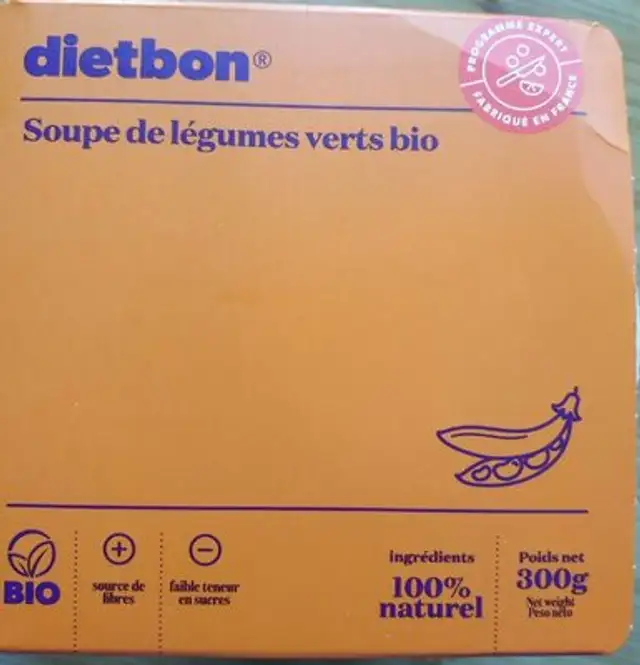 dietbon®
PROGRAMME EXPERT
FABRIQUÉ EN FRANCE
Soupe de légumes verts bio
BIO
source de
fibres
faible teneur
en sucres
ingrédients
100%
naturel
Poids net
300g
Net weight
Peso neto